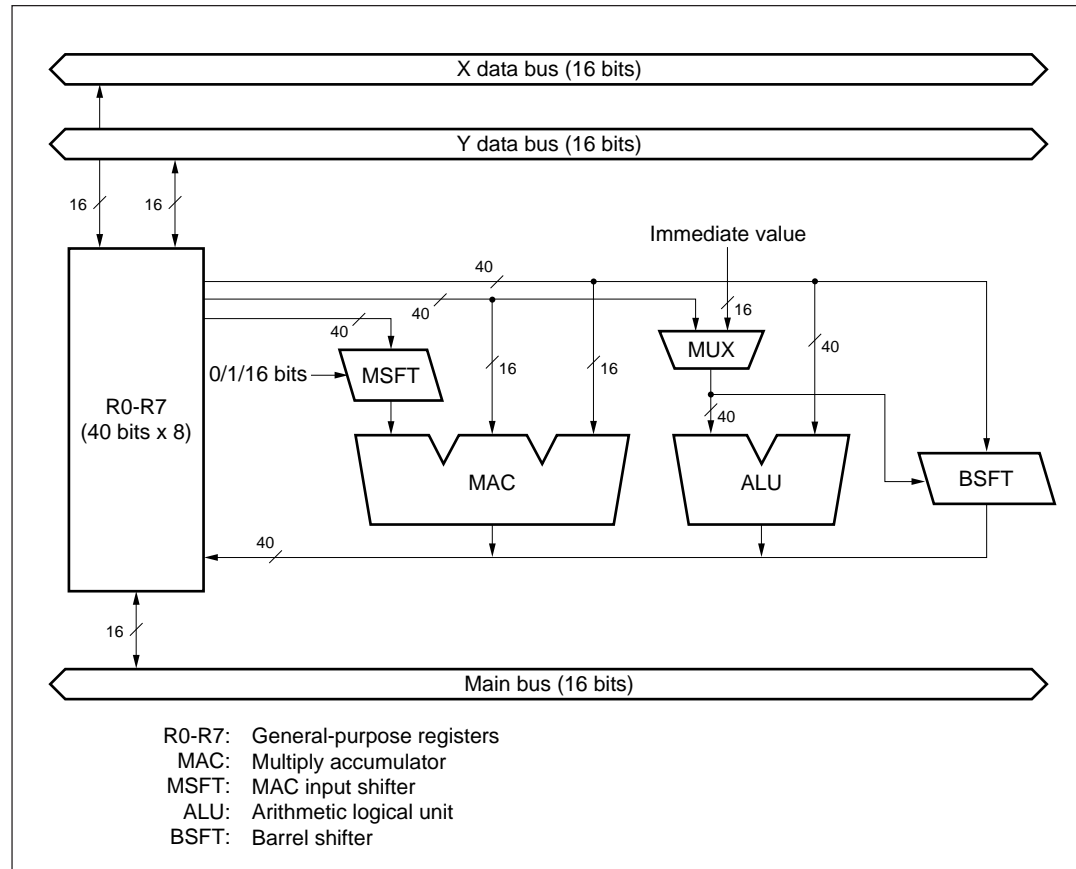 X data bus (16 bits)
Y data bus (16 bits)
16
16
Immediate value
40
40
16
40
MUX
40
0/1/16 bits
MSFT
16
16
R0-R7
(40 bits x 8)
40
MAC
ALU
BSFT
40
16
Main bus (16 bits)
R0-R7: General-purpose registers
MAC: Multiply accumulator
MSFT: MAC input shifter
ALU: Arithmetic logical unit
BSFT: Barrel shifter